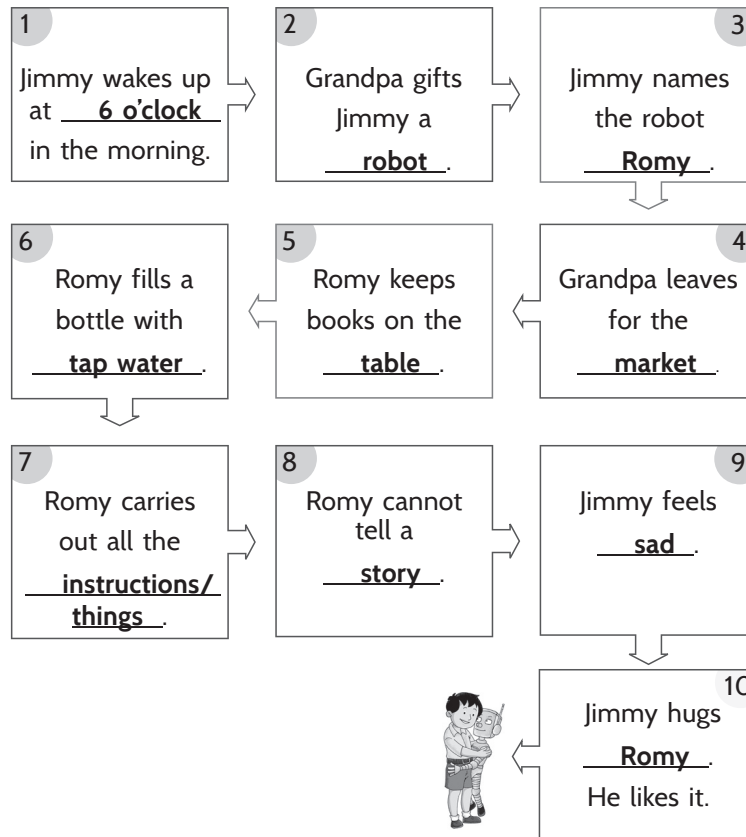 1
Jimmy wakes up
at 6 o'clock
in the morning.
2
Grandpa gifts
Jimmy a
robot.
3
Jimmy names
the robot
Romy.
4
Grandpa leaves
for the
market.
5
Romy keeps
books on the
table.
6
Romy fills a
bottle with
tap water.
7
Romy carries
out all the
instructions/
things.
8
Romy cannot
tell a
story.
9
Jimmy feels
sad.
10
Jimmy hugs
Romy.
He likes it.